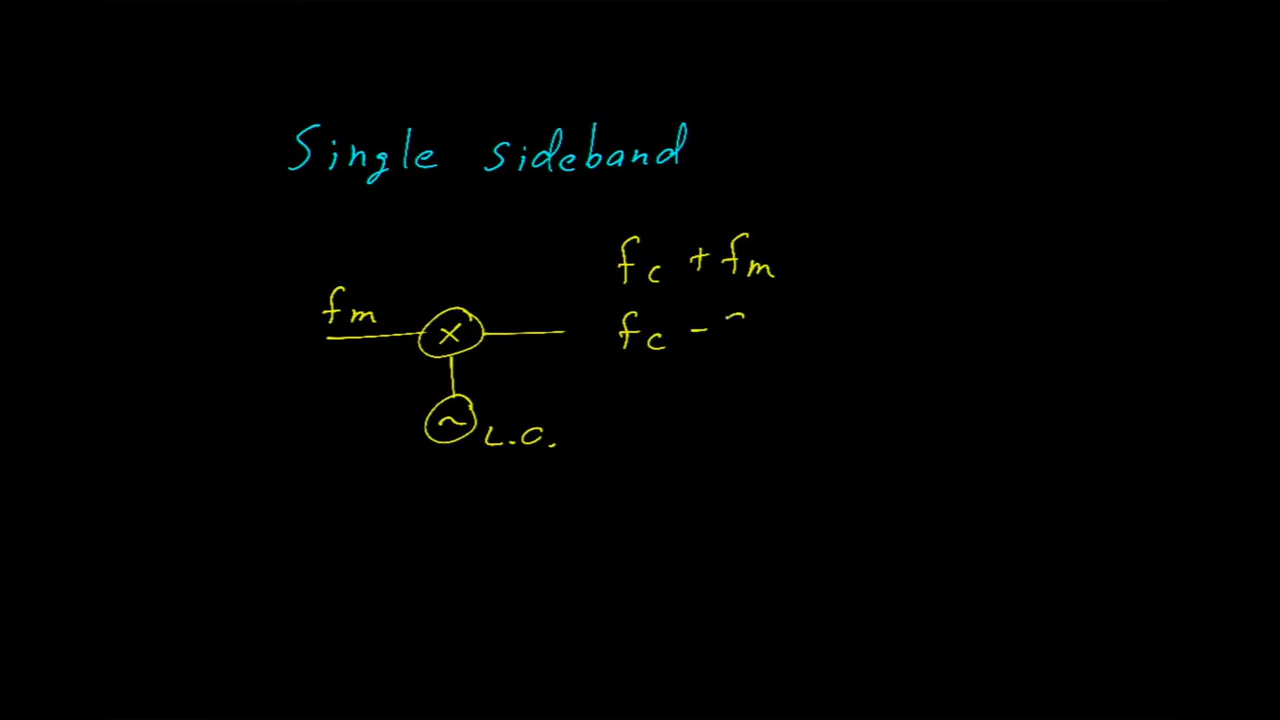 Single sideband
fc + fm
fm
fc -
×
~ L.O.